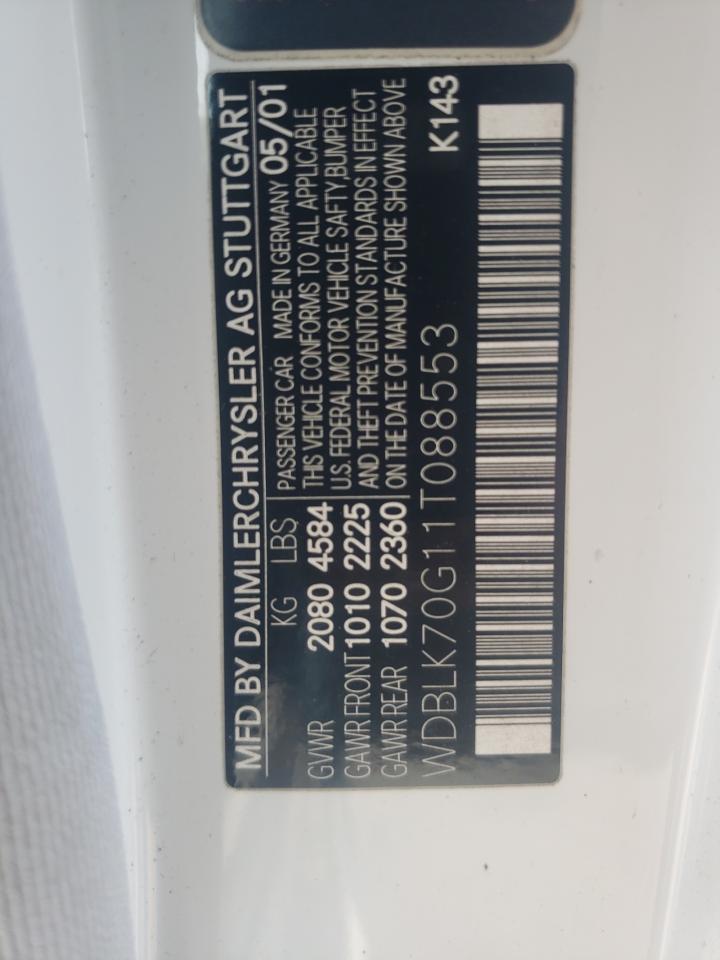 MFD BY DAIMLERCHRYSLER AG STUTTGART
KG LBS
GVWR 2080 4584
GAWR FRONT 1010 2225
GAWR REAR 1070 2360
PASSENGER CAR MADE IN GERMANY 05/01
THIS VEHICLE CONFORMS TO ALL APPLICABLE
U.S. FEDERAL MOTOR VEHICLE SAFTY,BUMPER
AND THEFT PREVENTION STANDARDS IN EFFECT
ON THE DATE OF MANUFACTURE SHOWN ABOVE
WDBLK70G11T088553 K143